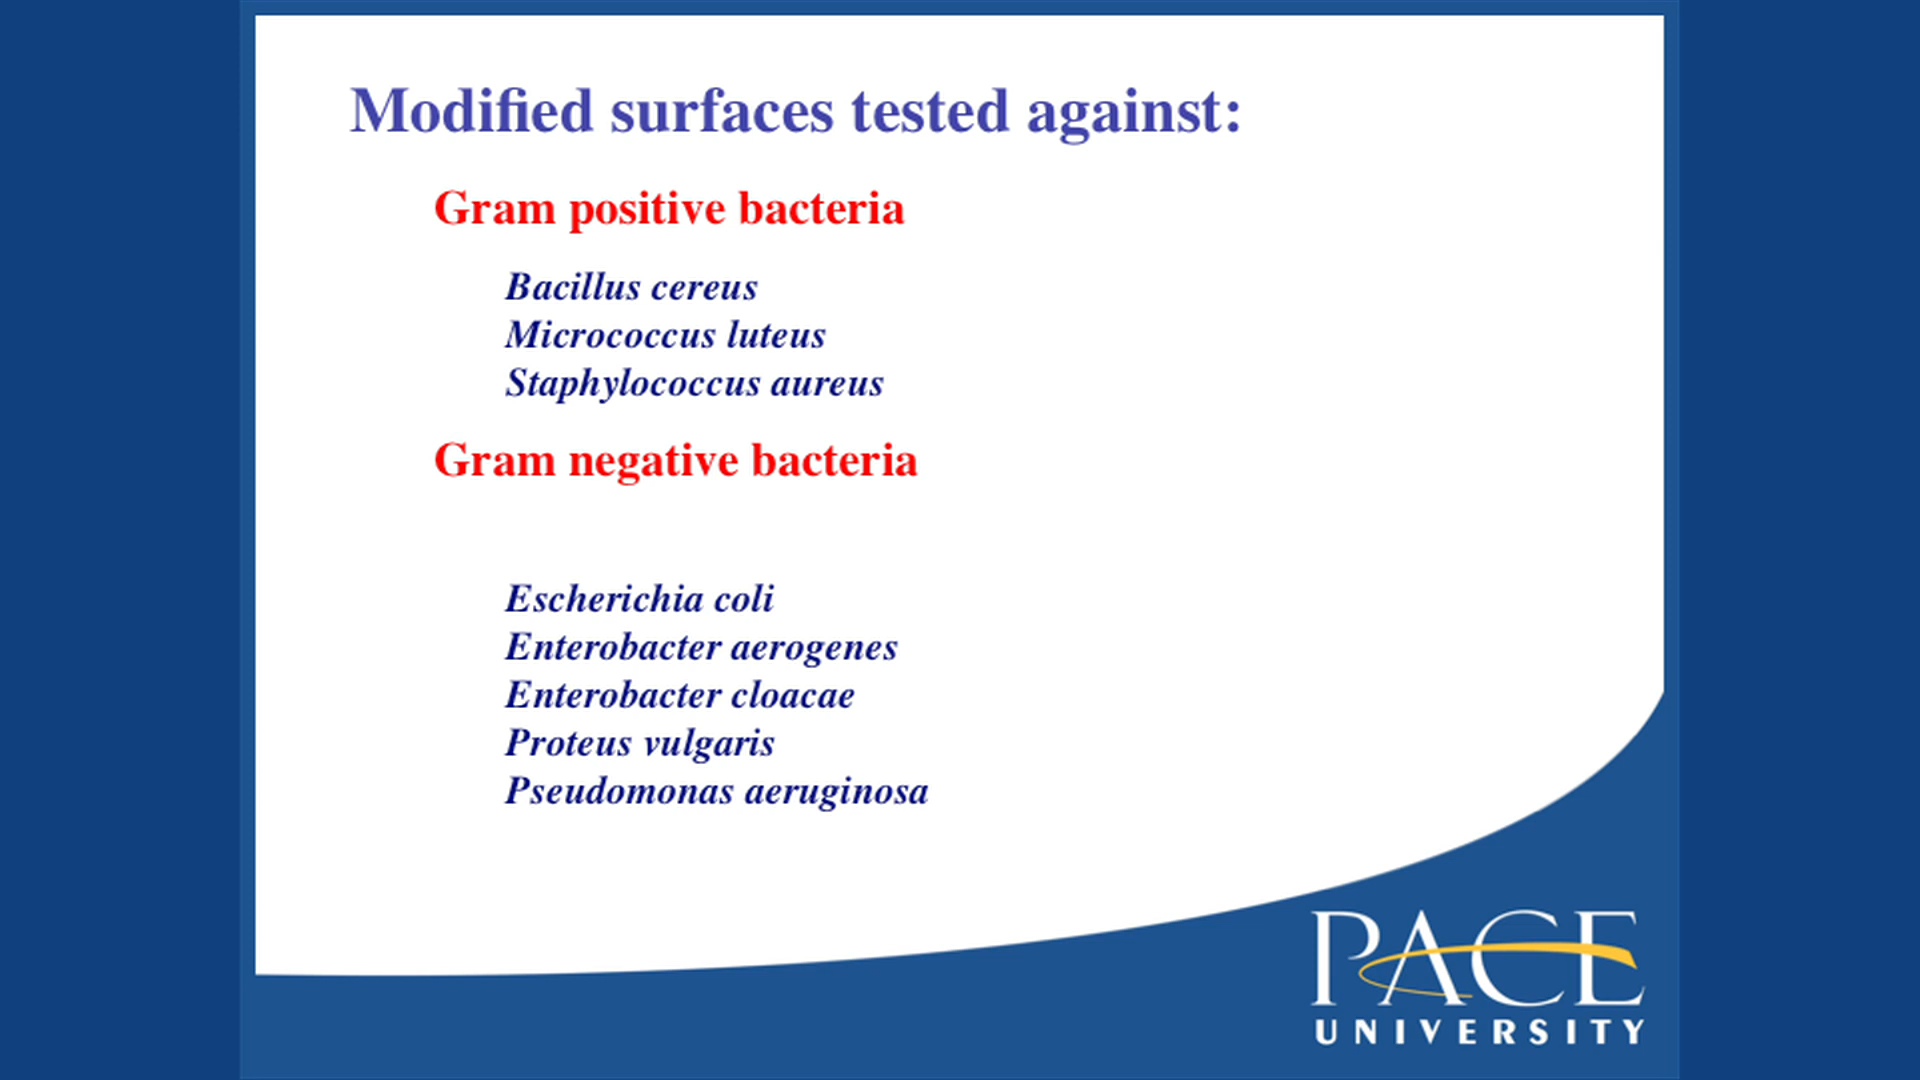 Modified surfaces tested against:
Gram positive bacteria
Bacillus cereus
Micrococcus luteus
Staphylococcus aureus
Gram negative bacteria
Escherichia coli
Enterobacter aerogenes
Enterobacter cloacae
Proteus vulgaris
Pseudomonas aeruginosa
PACE
UNIVERSITY